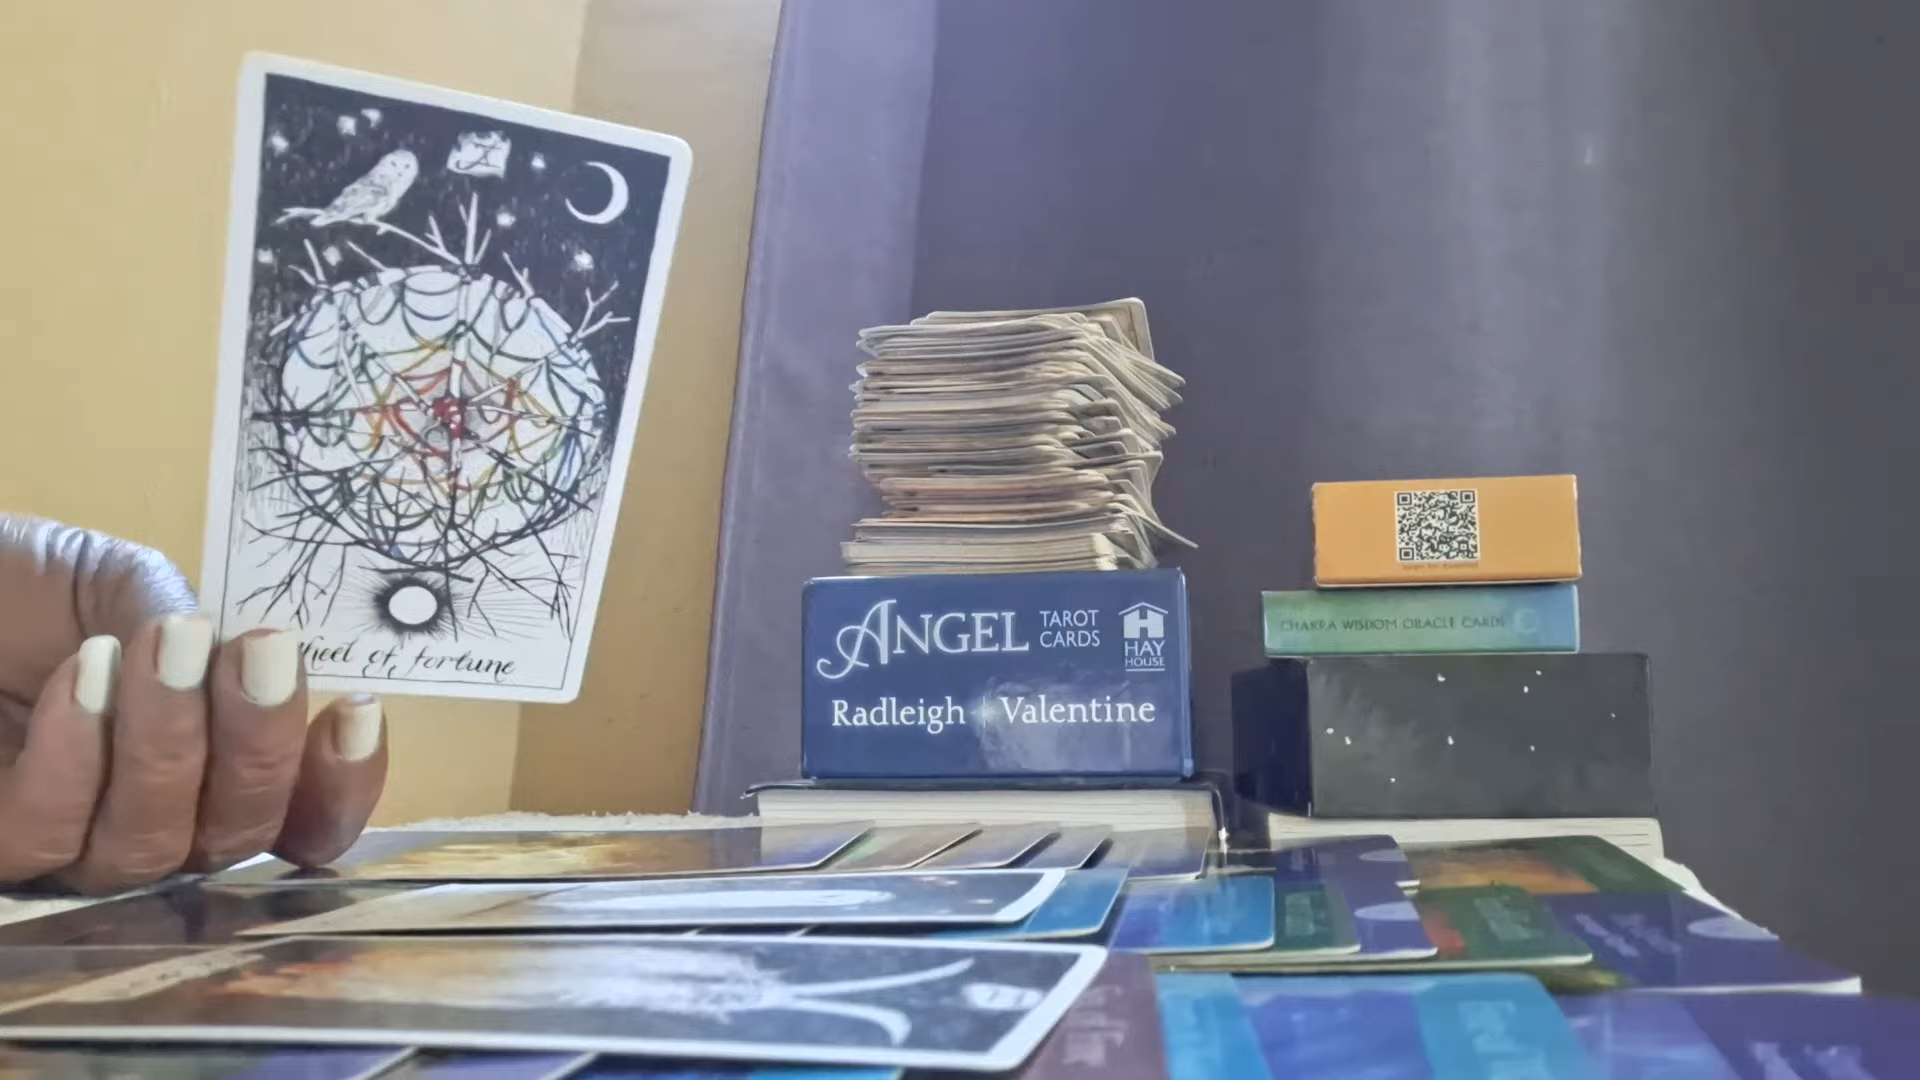 wheel of fortune
ANGEL TAROT
CARDS
HAY
HOUSE
Radleigh Valentine
CHAKRA WISDOM ORACLE CARDS